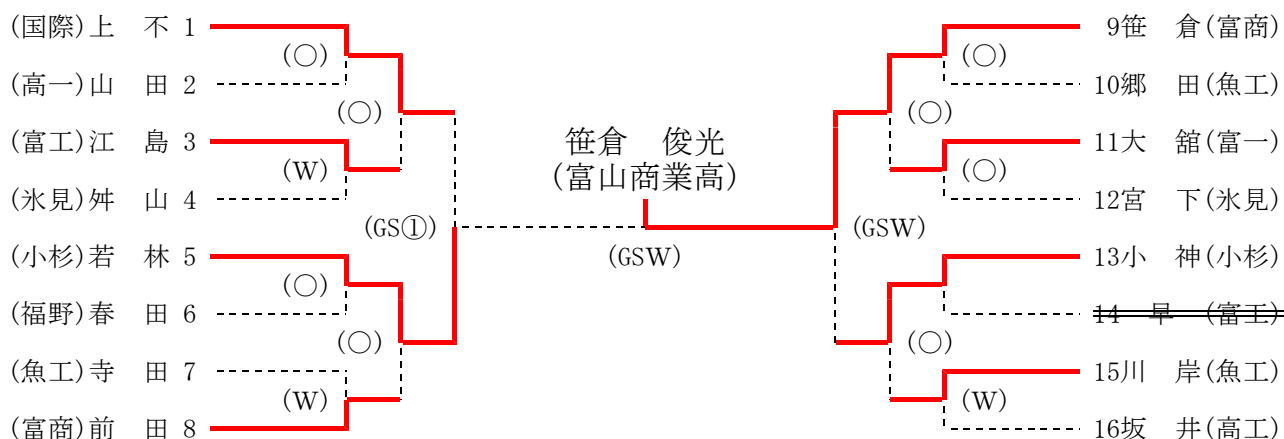 (国際)上　不 1
(○)
(高一)山　田 2
(○)
(富工)江　島 3
(W)
(氷見)舛　山 4
(GS①)
(小杉)若　林 5
(○)
(福野)春　田 6
(○)
(魚工)寺　田 7
(W)
(富商)前　田 8
笹倉　俊光
(富山商業高)
(GSW)
9笹　倉(富商)
(○)
10郷　田(魚工)
(○)
11大　舘(富一)
(○)
12宮　下(氷見)
(GSW)
13小　神(小杉)
14　早　(富工)
(○)
15川　岸(魚工)
(W)
16坂　井(高工)